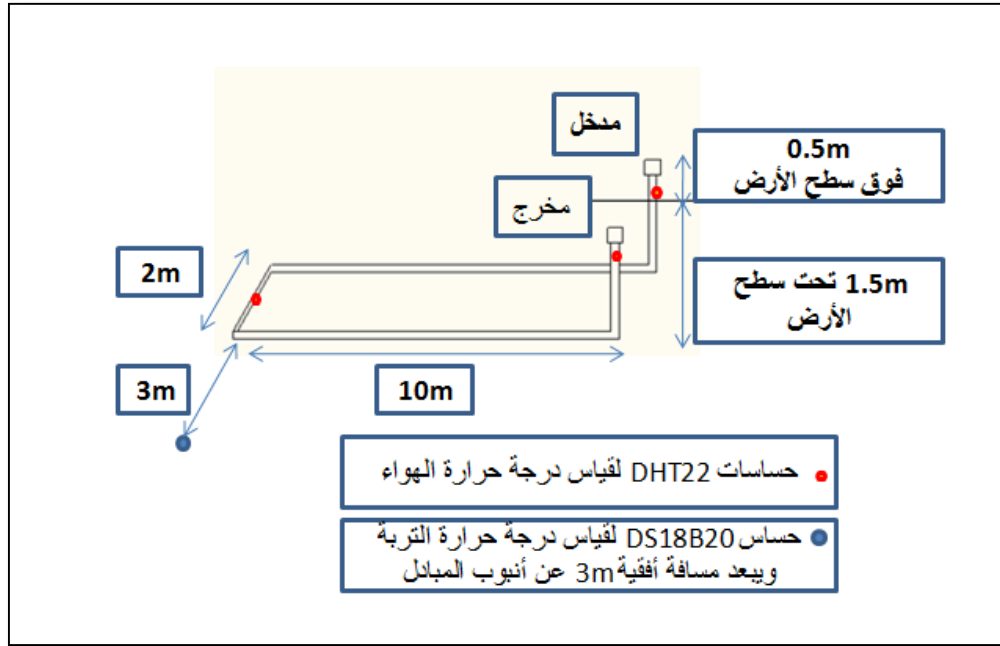 مدخل
0.5m
فوق سطح الأرض
مخرج
2m
1.5m تحت سطح
الأرض
3m
10m
حساسات DHT22 لقياس درجة حرارة الهواء
حساس DS18B20 لقياس درجة حرارة التربة
ويبعد مسافة أفقية 3m عن أنبوب المبادل